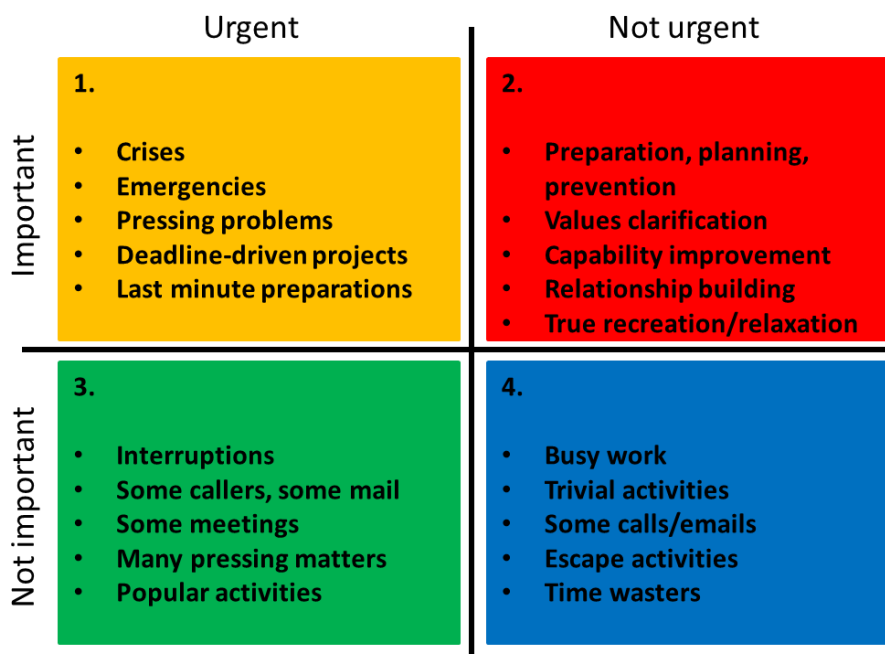 Urgent
Not urgent
Important
1.
• Crises
• Emergencies
• Pressing problems
• Deadline-driven projects
• Last minute preparations
2.
• Preparation, planning,
prevention
• Values clarification
• Capability improvement
• Relationship building
• True recreation/relaxation
Not important
3.
• Interruptions
• Some callers, some mail
• Some meetings
• Many pressing matters
• Popular activities
4.
• Busy work
• Trivial activities
• Some calls/emails
• Escape activities
• Time wasters